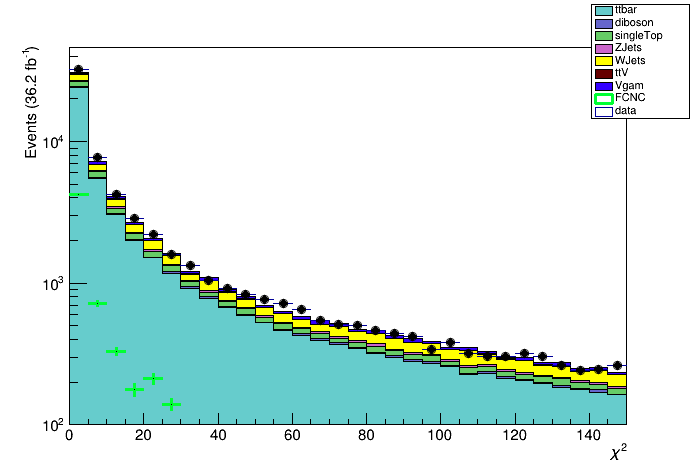 ttbar
diboson
singleTop
ZJets
WJets
ttV
Vgam
FCNC
data
Events (36.2 fb⁻¹)
10⁴
10³
10²
0 20 40 60 80 100 120 140
χ²